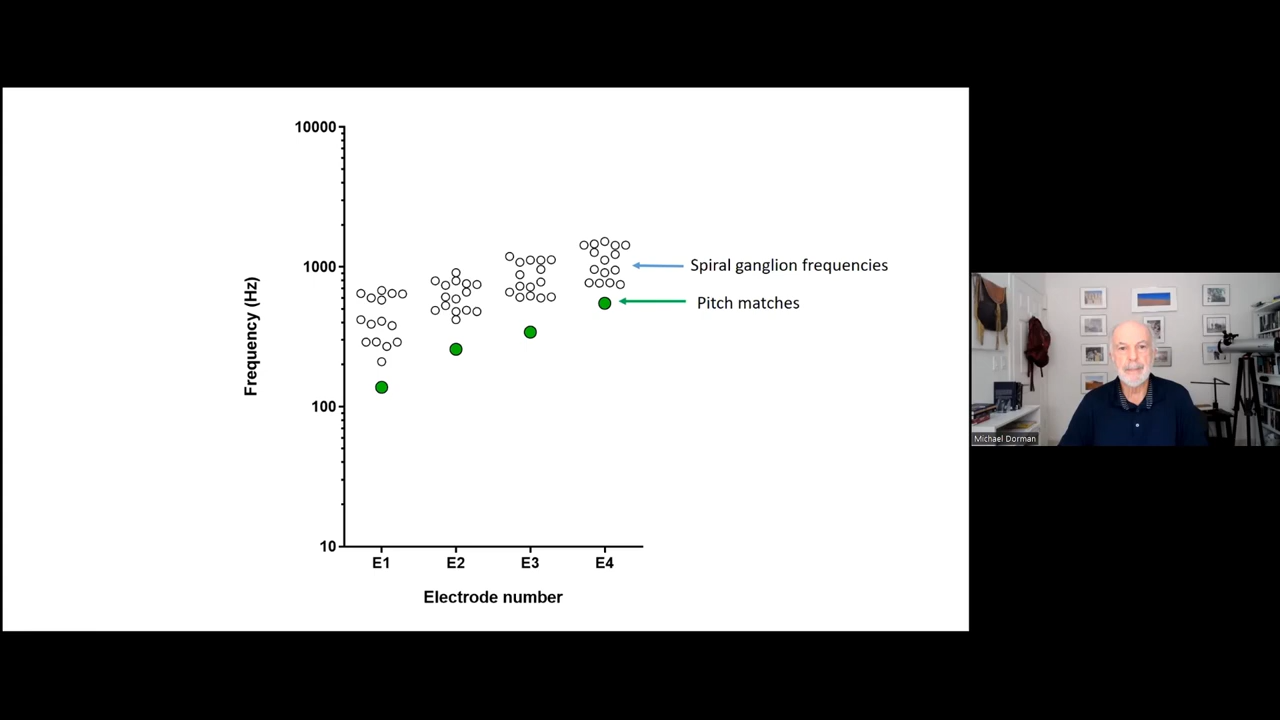 10000
1000
100
10
Frequency (Hz)
E1 E2 E3 E4
Electrode number
Spiral ganglion frequencies
Pitch matches
Michael Dorman